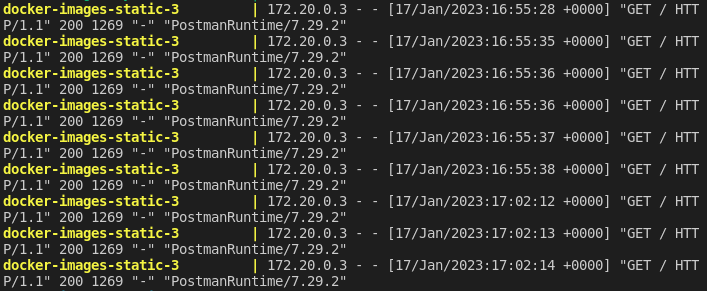 docker-images-static-3         | 172.20.0.3 - - [17/Jan/2023:16:55:28 +0000] "GET / HTT
P/1.1" 200 1269 "-" "PostmanRuntime/7.29.2"
docker-images-static-3         | 172.20.0.3 - - [17/Jan/2023:16:55:35 +0000] "GET / HTT
P/1.1" 200 1269 "-" "PostmanRuntime/7.29.2"
docker-images-static-3         | 172.20.0.3 - - [17/Jan/2023:16:55:36 +0000] "GET / HTT
P/1.1" 200 1269 "-" "PostmanRuntime/7.29.2"
docker-images-static-3         | 172.20.0.3 - - [17/Jan/2023:16:55:36 +0000] "GET / HTT
P/1.1" 200 1269 "-" "PostmanRuntime/7.29.2"
docker-images-static-3         | 172.20.0.3 - - [17/Jan/2023:16:55:37 +0000] "GET / HTT
P/1.1" 200 1269 "-" "PostmanRuntime/7.29.2"
docker-images-static-3         | 172.20.0.3 - - [17/Jan/2023:16:55:38 +0000] "GET / HTT
P/1.1" 200 1269 "-" "PostmanRuntime/7.29.2"
docker-images-static-3         | 172.20.0.3 - - [17/Jan/2023:17:02:12 +0000] "GET / HTT
P/1.1" 200 1269 "-" "PostmanRuntime/7.29.2"
docker-images-static-3         | 172.20.0.3 - - [17/Jan/2023:17:02:13 +0000] "GET / HTT
P/1.1" 200 1269 "-" "PostmanRuntime/7.29.2"
docker-images-static-3         | 172.20.0.3 - - [17/Jan/2023:17:02:14 +0000] "GET / HTT
P/1.1" 200 1269 "-" "PostmanRuntime/7.29.2"